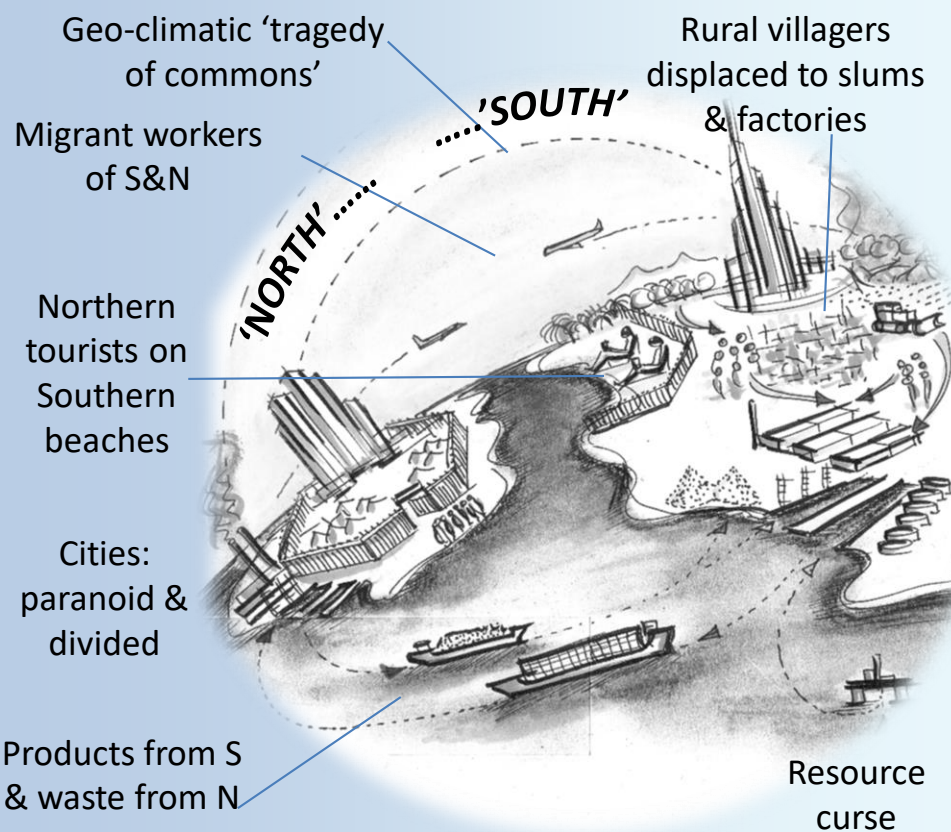 Geo-climatic ‘tragedy
of commons’
Rural villagers
displaced to slums
& factories
.....’SOUTH’
‘NORTH’......
Migrant workers
of S&N
Northern
tourists on
Southern
beaches
Cities:
paranoid &
divided
Products from S
& waste from N
Resource
curse